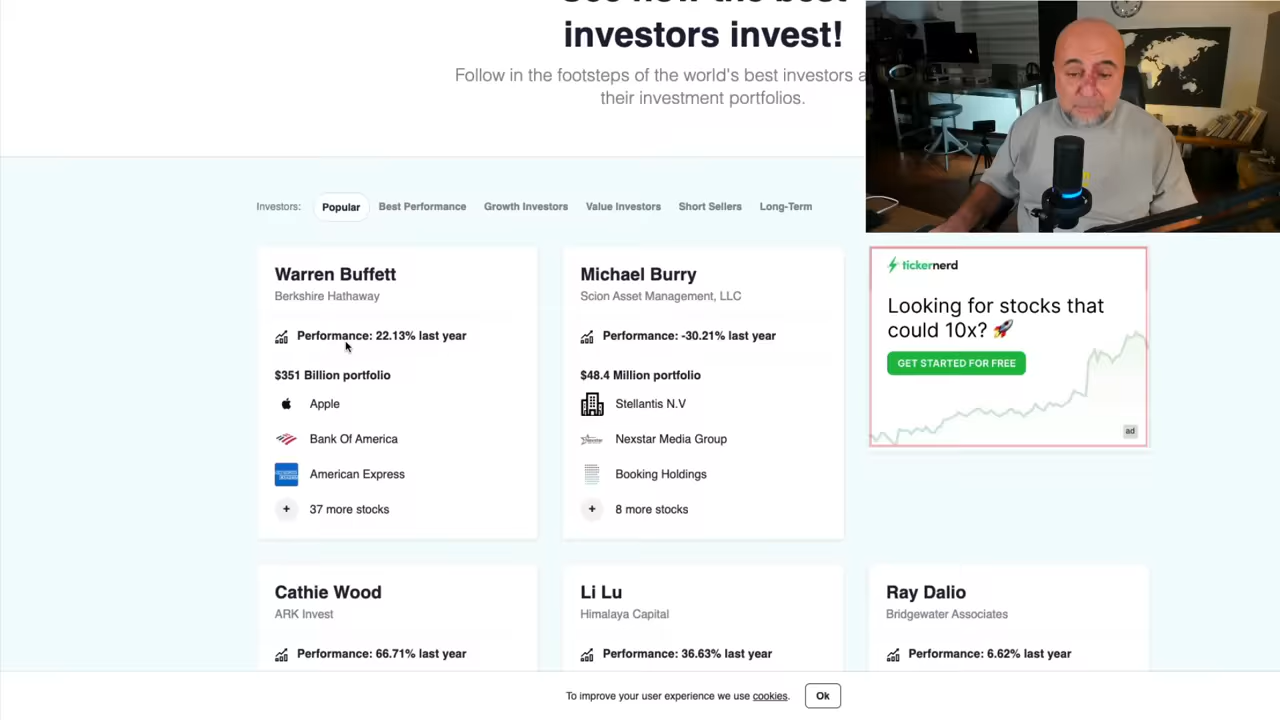 See how the best
investors invest!
Follow in the footsteps of the world's best investors a
their investment portfolios.
Investors:
Popular
Best Performance
Growth Investors
Value Investors
Short Sellers
Long-Term
Warren Buffett
Berkshire Hathaway
Performance: 22.13% last year
$351 Billion portfolio
Apple
Bank Of America
American Express
+
37 more stocks
Michael Burry
Scion Asset Management, LLC
Performance: -30.21% last year
$48.4 Million portfolio
Stellantis N.V
Nexstar Media Group
Booking Holdings
+
8 more stocks
tickernerd
Looking for stocks that
could 10x? 🚀
GET STARTED FOR FREE
ad
Cathie Wood
ARK Invest
Performance: 66.71% last year
Li Lu
Himalaya Capital
Performance: 36.63% last year
Ray Dalio
Bridgewater Associates
Performance: 6.62% last year
To improve your user experience we use cookies.
Ok